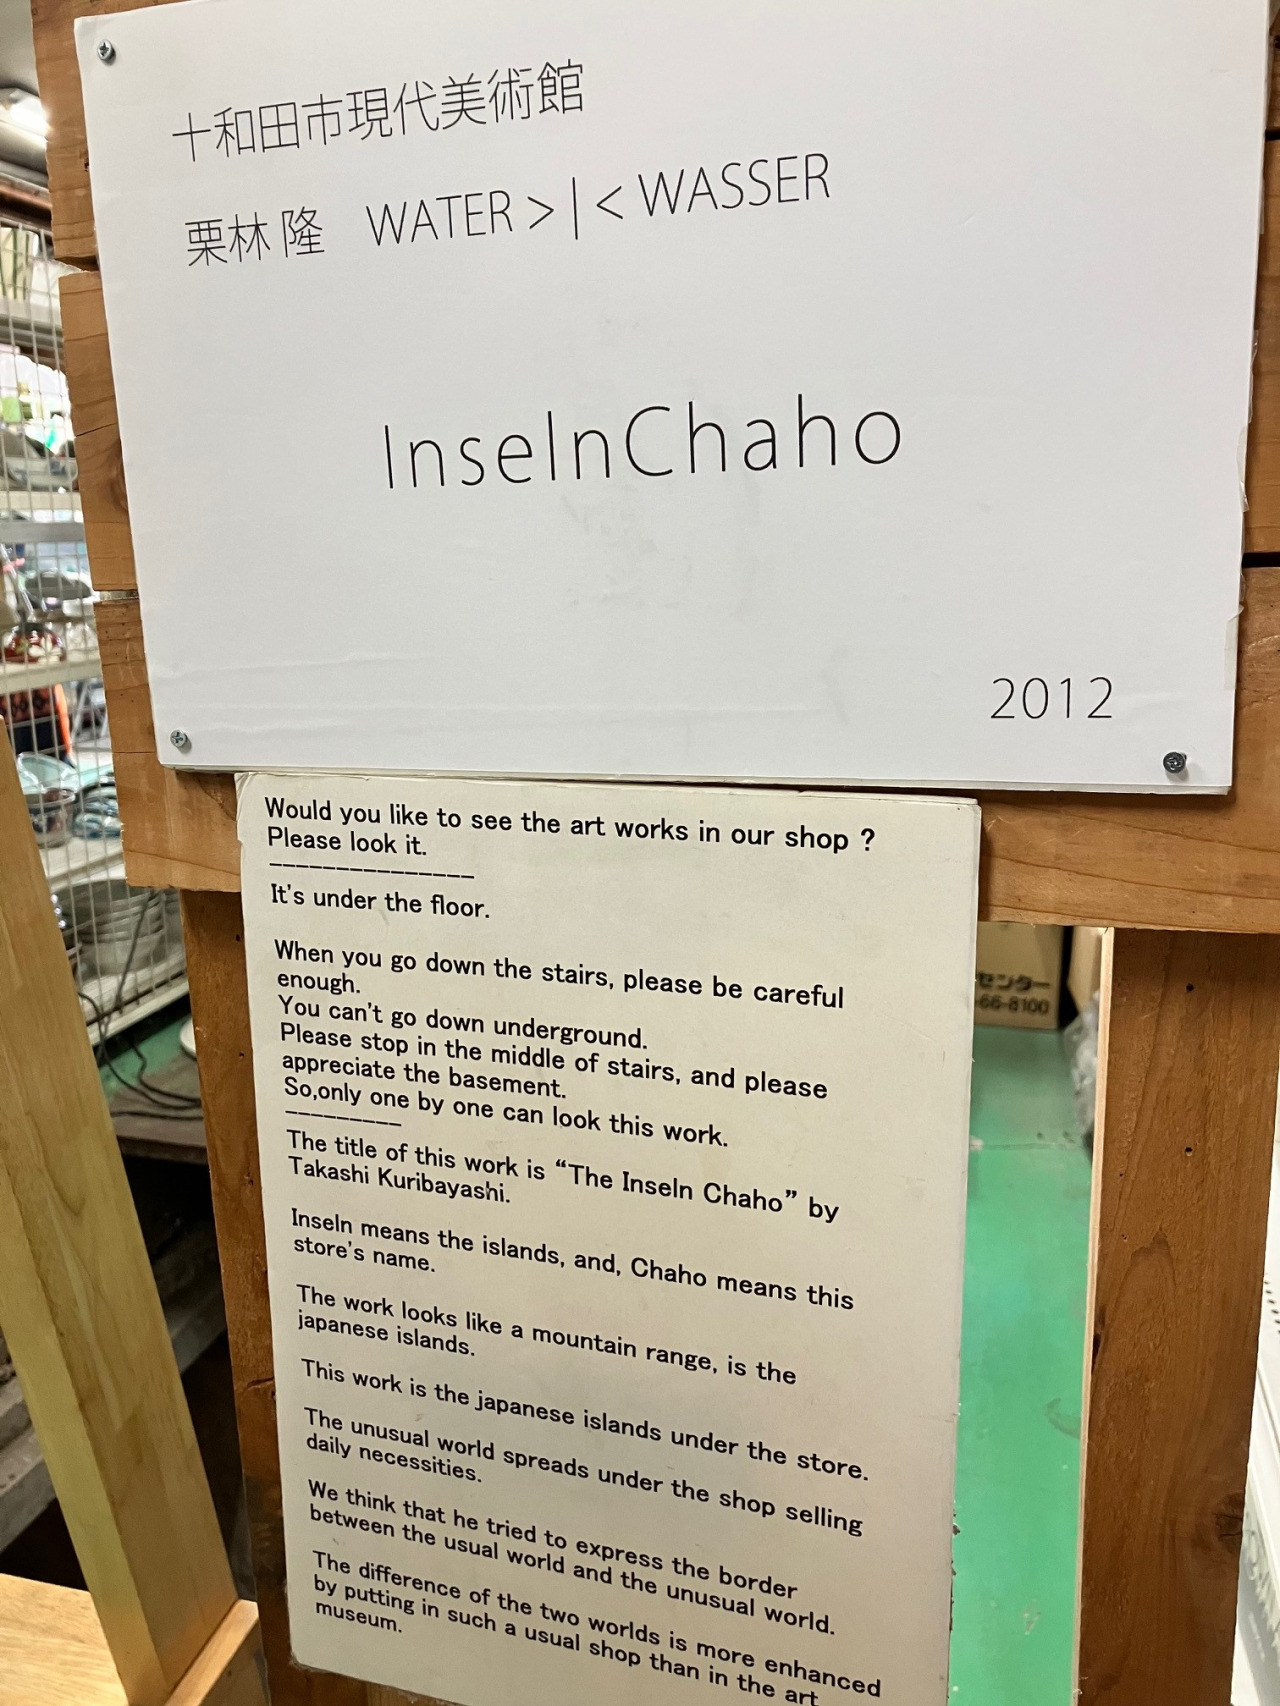 十和田市現代美術館
栗林 隆 WATER > | < WASSER
InselnChaho
2012
Would you like to see the art works in our shop ?
Please look it.
---------------
It's under the floor.
When you go down the stairs, please be careful
enough.
You can't go down underground.
Please stop in the middle of stairs, and please
appreciate the basement.
So,only one by one can look this work.
---------
The title of this work is “The Inseln Chaho” by
Takashi Kuribayashi.
Inseln means the islands, and, Chaho means this
store's name.
The work looks like a mountain range, is the
japanese islands.
This work is the japanese islands under the store.
The unusual world spreads under the shop selling
daily necessities.
We think that he tried to express the border
between the usual world and the unusual world.
The difference of the two worlds is more enhanced
by putting in such a usual shop than in the art
museum.
センター
-66-8100